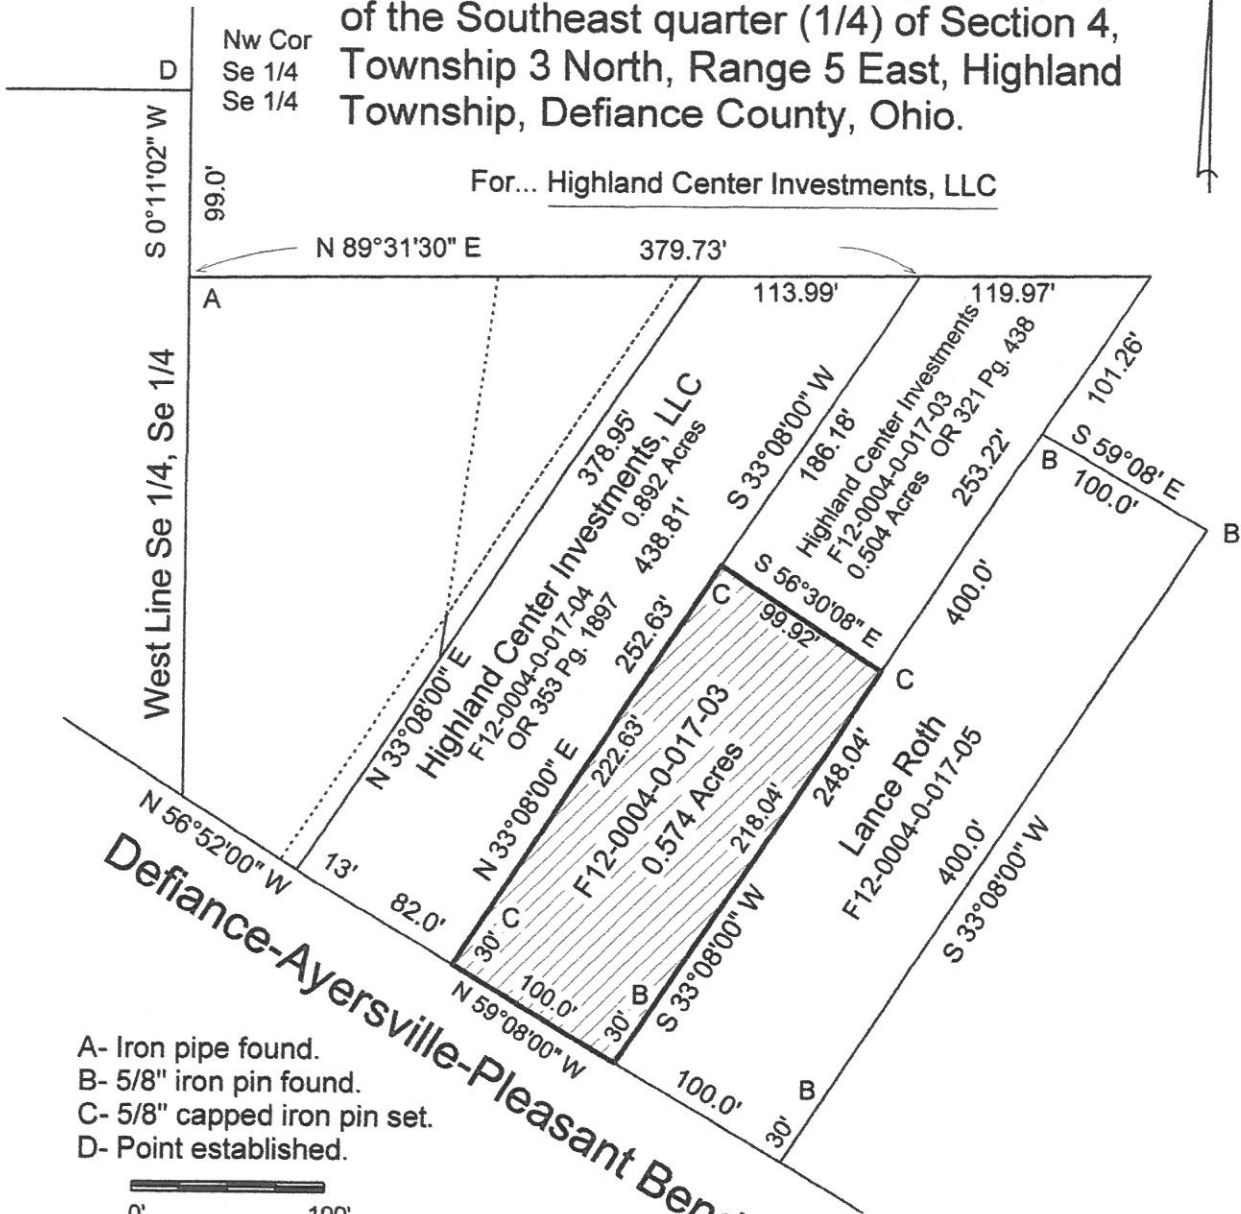 of the Southeast quarter (1/4) of Section 4,
Township 3 North, Range 5 East, Highland
Township, Defiance County, Ohio.
Nw Cor
Se 1/4
Se 1/4
D
S 0°11'02" W
99.0'
For... Highland Center Investments, LLC
N 89°31'30" E
379.73'
A
113.99'
119.97'
West Line Se 1/4, Se 1/4
378.95'
Highland Center Investments, LLC
0.892 Acres
F12-0004-0-017-04
OR 353 Pg. 1897
438.81'
N 33°08'00" E
S 33°08'00" W
186.18'
Highland Center Investments
F12-0004-0-017-03
0.504 Acres OR 321 Pg. 438
253.22'
101.26'
S 59°08' E
B
100.0'
B
400.0'
S 56°30'08" E
C
99.92'
C
252.63'
222.63'
N 33°08'00" E
F12-0004-0-017-03
0.574 Acres
248.04'
218.04'
S 33°08'00" W
Lance Roth
F12-0004-0-017-05
400.0'
S 33°08'00" W
N 56°52'00" W
13'
82.0'
C
30'
100.0'
B
30'
N 59°08'00" W
100.0'
B
30'
Defiance-Ayersville-Pleasant
A- Iron pipe found.
B- 5/8" iron pin found.
C- 5/8" capped iron pin set.
D- Point established.